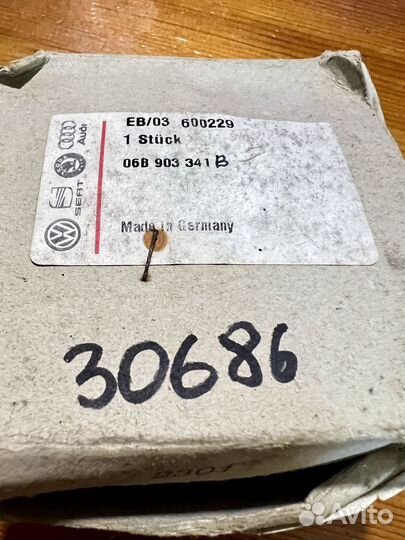 EB/03 600229
1 Stück
06B 903 341 B
Audi
SEAT
Made in Germany
30686
Avito